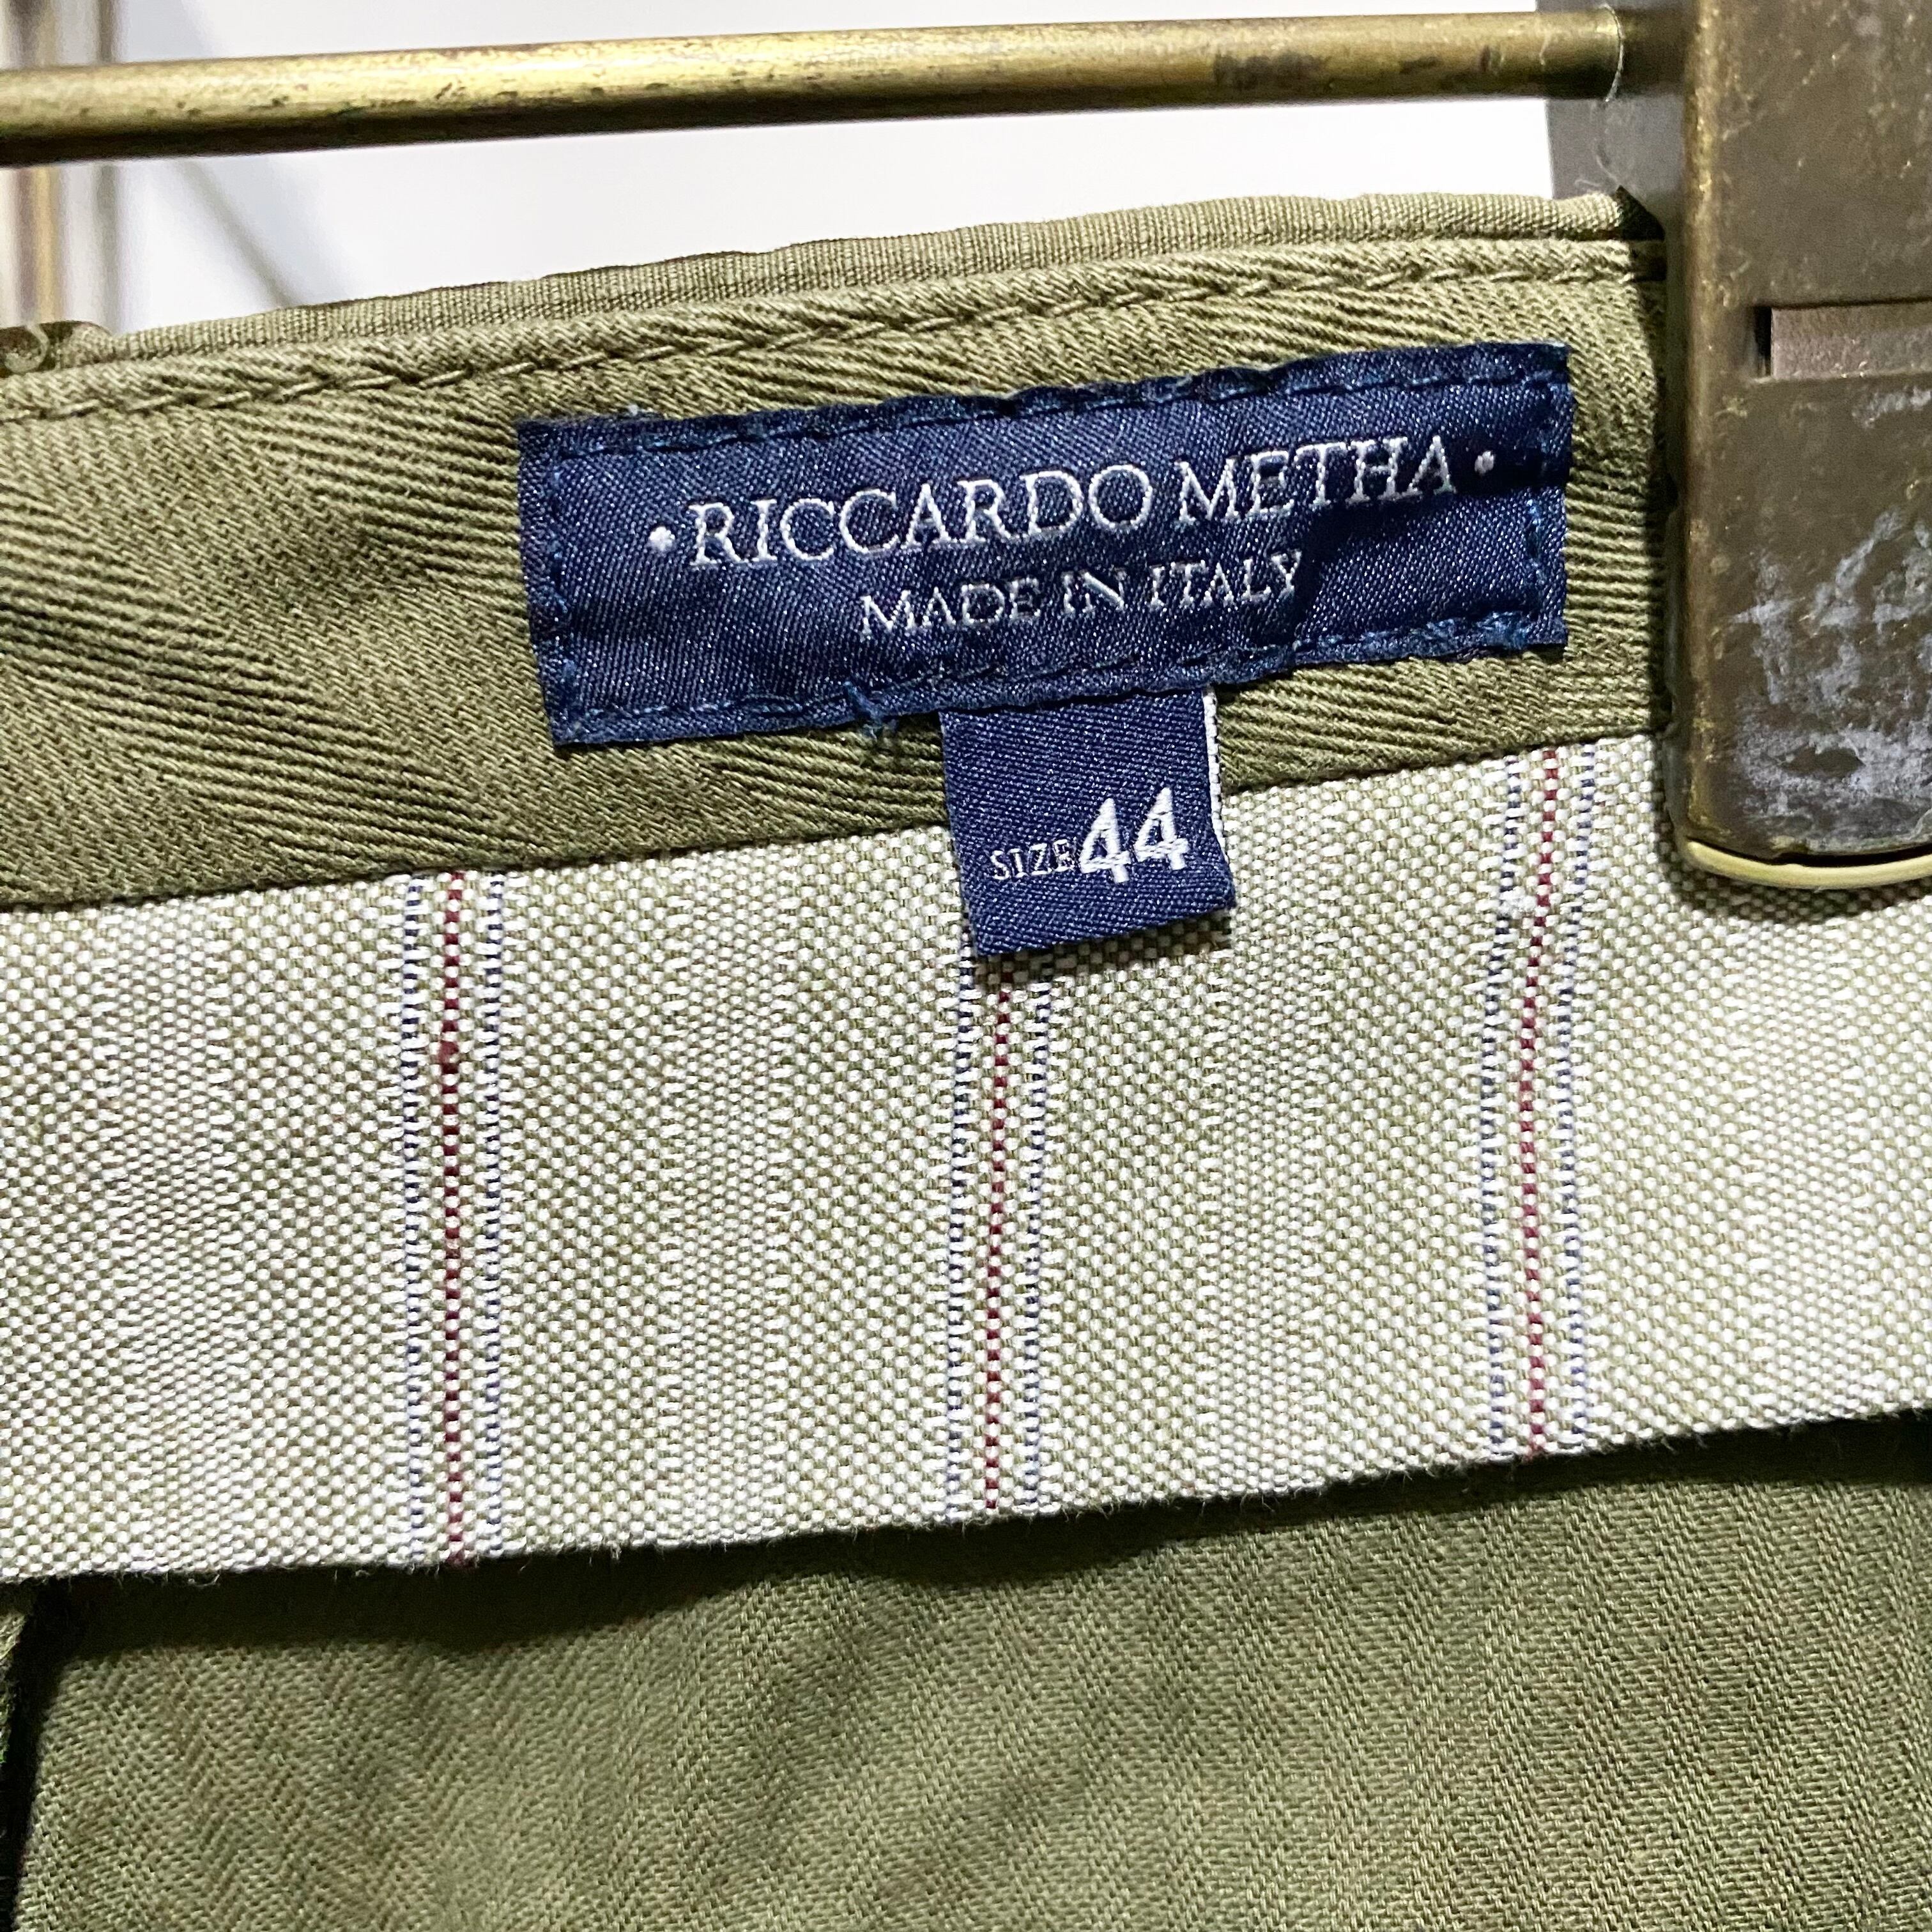 •RICCARDO METHA•
MADE IN ITALY
SIZE 44